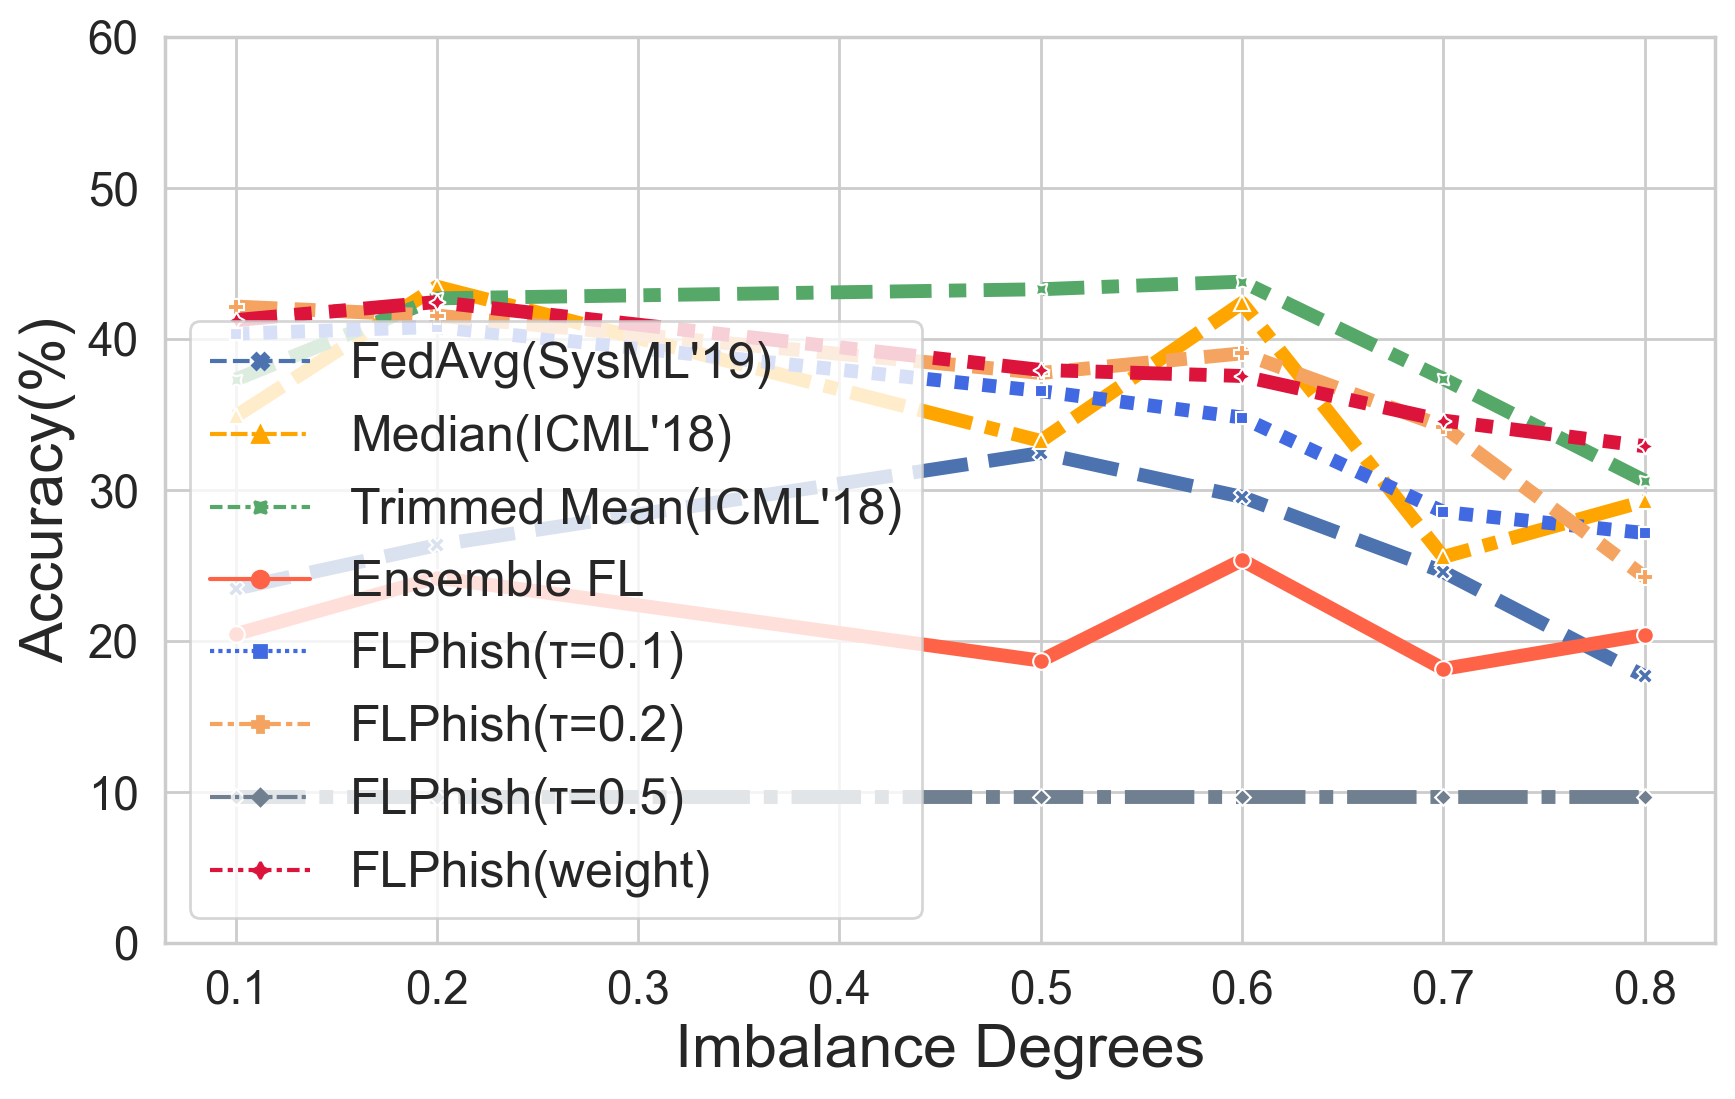 60
50
40
30
20
10
0
Accuracy(%)
FedAvg(SysML'19)
Median(ICML'18)
Trimmed Mean(ICML'18)
Ensemble FL
FLPhish(τ=0.1)
FLPhish(τ=0.2)
FLPhish(τ=0.5)
FLPhish(weight)
0.1 0.2 0.3 0.4 0.5 0.6 0.7 0.8
Imbalance Degrees